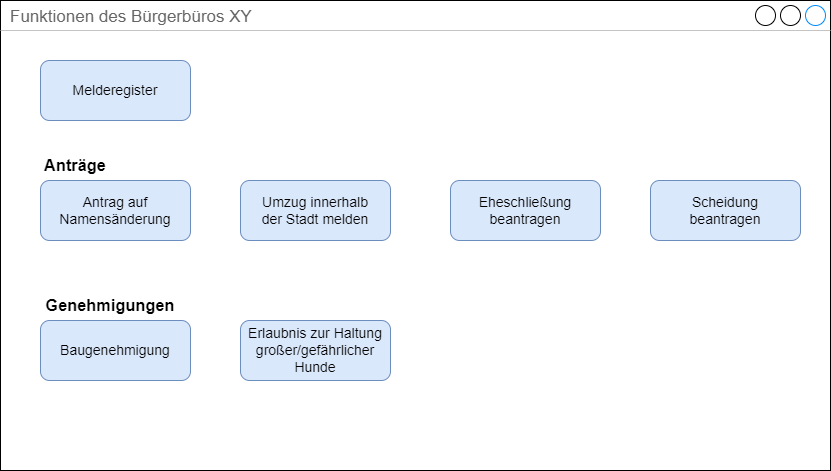 Funktionen des Bürgerbüros XY
Melderegister
Anträge
Antrag auf
Namensänderung
Umzug innerhalb
der Stadt melden
Eheschließung
beantragen
Scheidung
beantragen
Genehmigungen
Baugenehmigung
Erlaubnis zur Haltung
großer/gefährlicher
Hunde